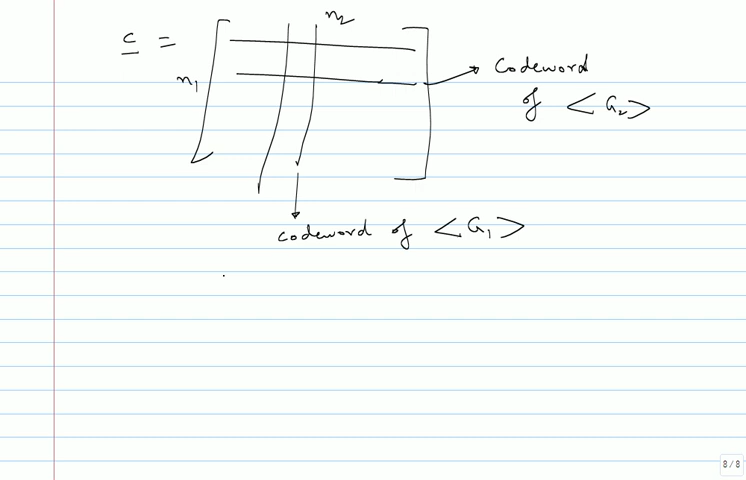 n₂
c =
n₁
Codeword
of <G₂>
codeword of <G₁>
8 / 8